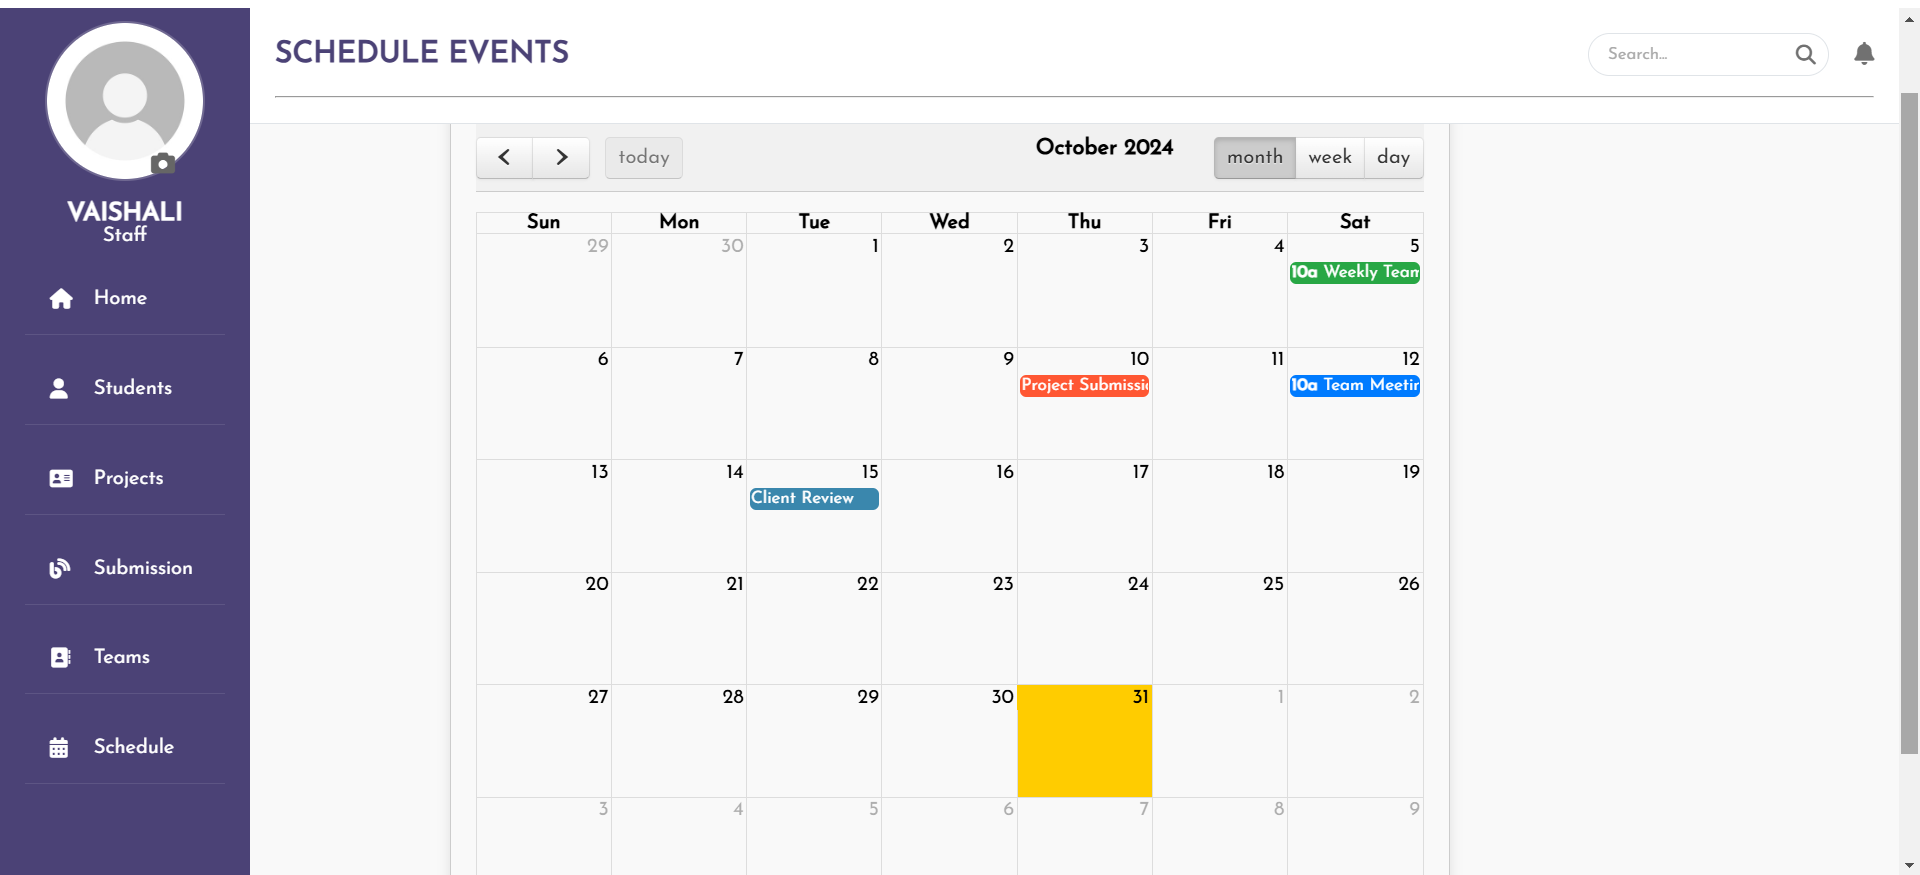 SCHEDULE EVENTS
Search...
VAISHALI
Staff
Home
Students
Projects
Submission
Teams
Schedule
today
October 2024
month week day
Sun Mon Tue Wed Thu Fri Sat
29 30 1 2 3 4 5
10a Weekly Team
6 7 8 9 10 11 12
Project Submissi 10a Team Meetin
13 14 15 16 17 18 19
Client Review
20 21 22 23 24 25 26
27 28 29 30 31 1 2
3 4 5 6 7 8 9